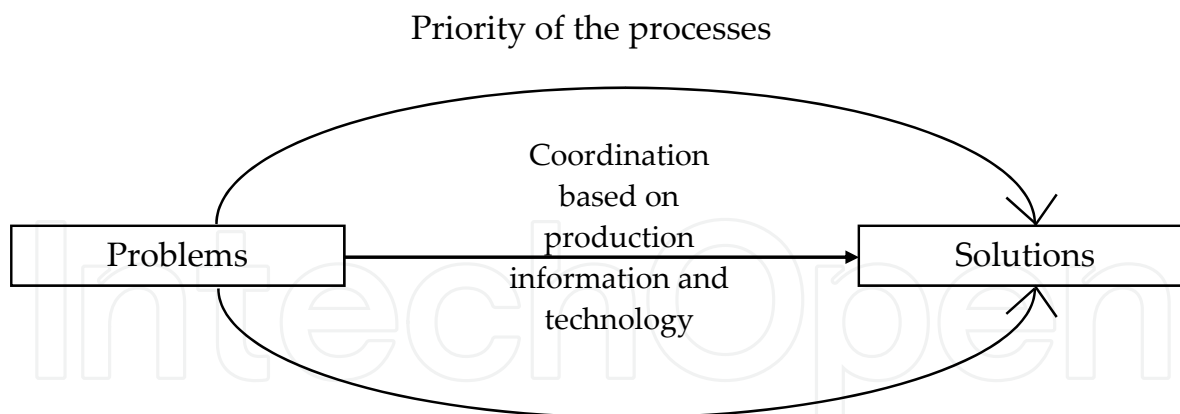 Priority of the processes
Coordination
based on
production
information and
technology
Problems
Solutions
IntechOpen